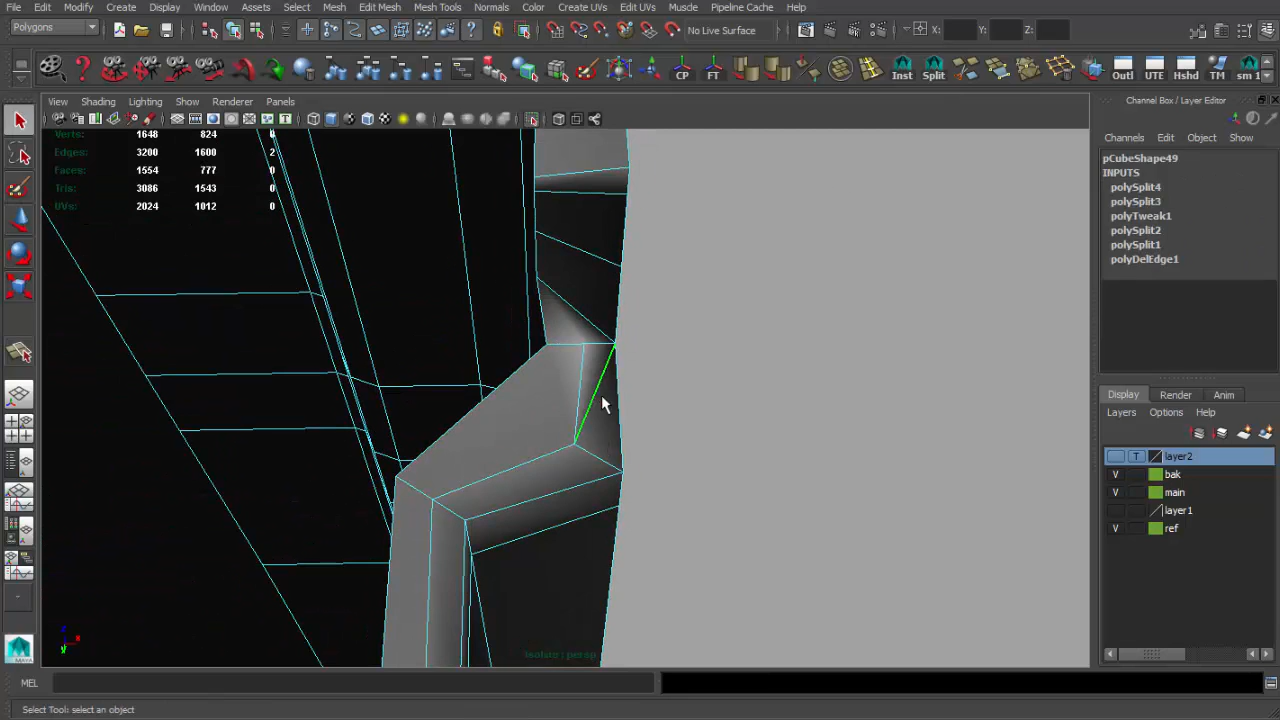 File Edit Modify Create Display Window Assets Select Mesh Edit Mesh Mesh Tools Normals Color Create UVs Edit UVs Muscle Pipeline Cache Help
Polygons No Live Surface X: Y: Z:
CP FT Inst Split Outl UTE Hshd TM sm 1
View Shading Lighting Show Renderer Panels Channel Box / Layer Editor
Verts: 1648 824 0
Edges: 3200 1600 2
Faces: 1554 777 0
Tris: 3086 1543 0
UVs: 2024 1012 0
Channels Edit Object Show
pCubeShape49
INPUTS
polySplit4
polySplit3
polyTweak1
polySplit2
polySplit1
polyDelEdge1
Display Render Anim
Layers Options Help
T layer2
V bak
V main
layer1
V ref
Isolate : persp
MAYA
MEL
Select Tool: select an object